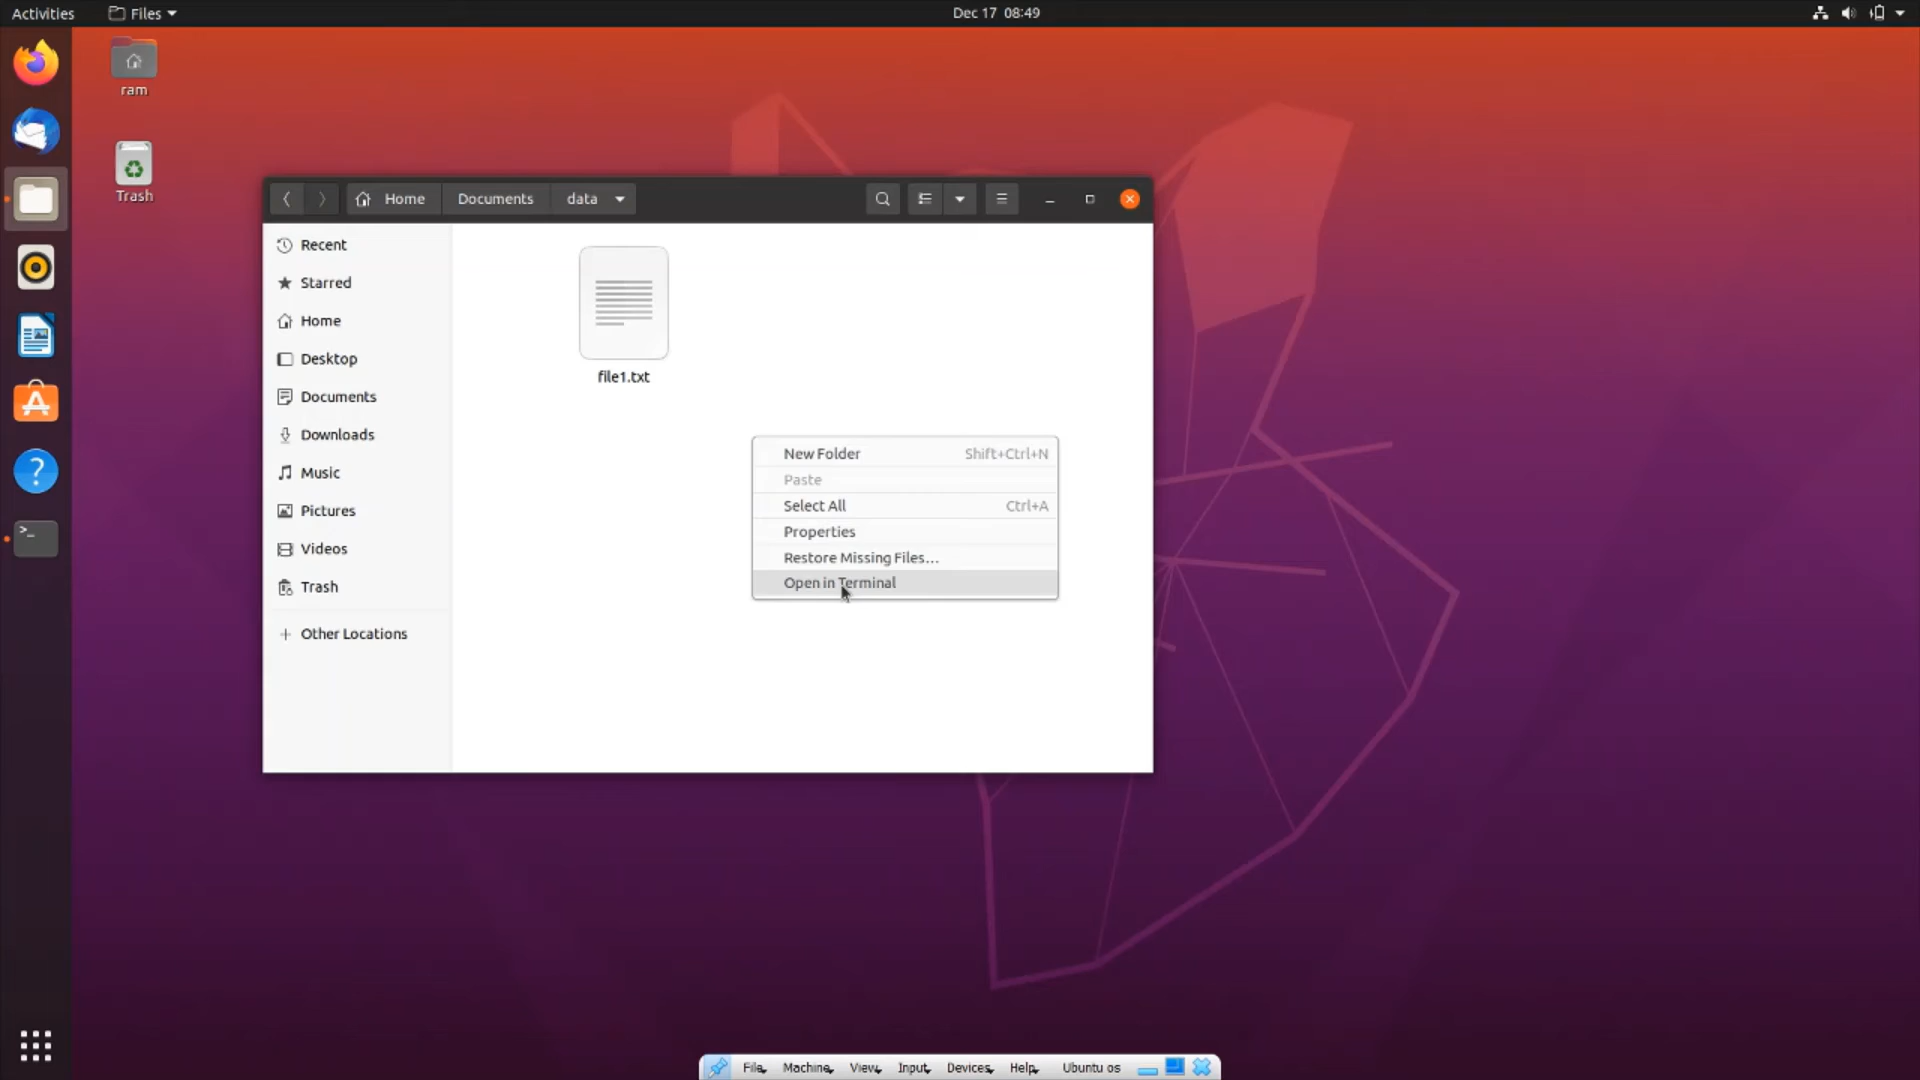 Activities Files Dec 17 08:49
ram
Trash
Home Documents data
Recent
Starred
Home
Desktop
Documents
Downloads
Music
Pictures
Videos
Trash
+ Other Locations
file1.txt
New Folder Shift+Ctrl+N
Paste
Select All Ctrl+A
Properties
Restore Missing Files…
Open in Terminal
File Machine View Input Devices Help Ubuntu os